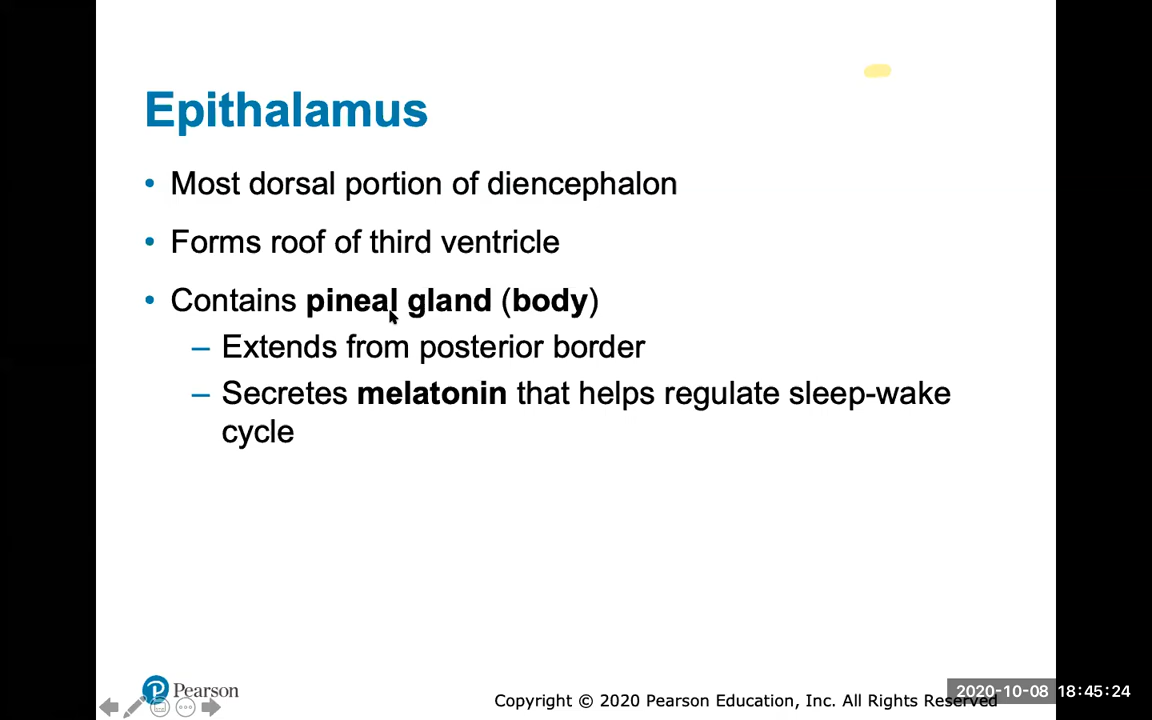 Epithalamus
• Most dorsal portion of diencephalon
• Forms roof of third ventricle
• Contains pineal gland (body)
– Extends from posterior border
– Secretes melatonin that helps regulate sleep-wake
cycle
Pearson
Copyright © 2020 Pearson Education, Inc. All Rights Reserved
2020-10-08 18:45:24